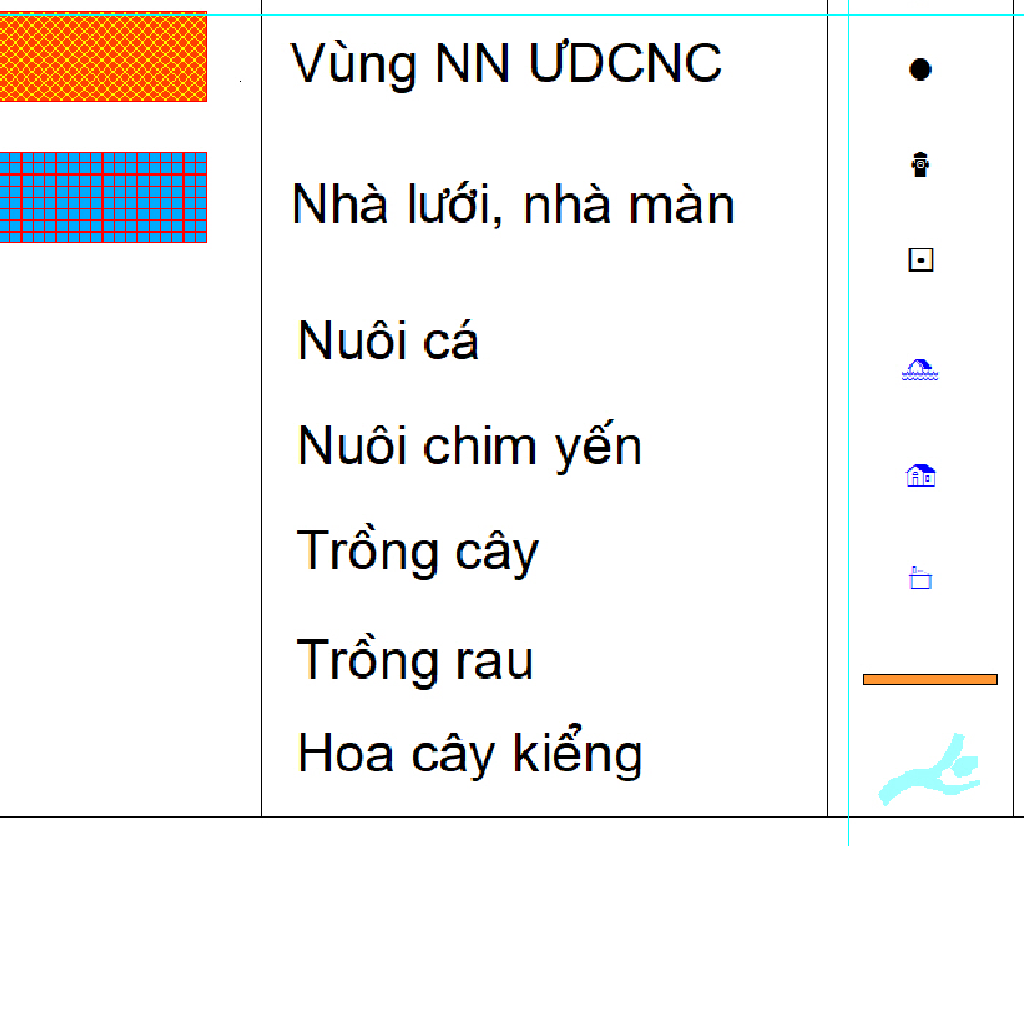 Vùng NN ƯDCNC
Nhà lưới, nhà màn
Nuôi cá
Nuôi chim yến
Trồng cây
Trồng rau
Hoa cây kiểng